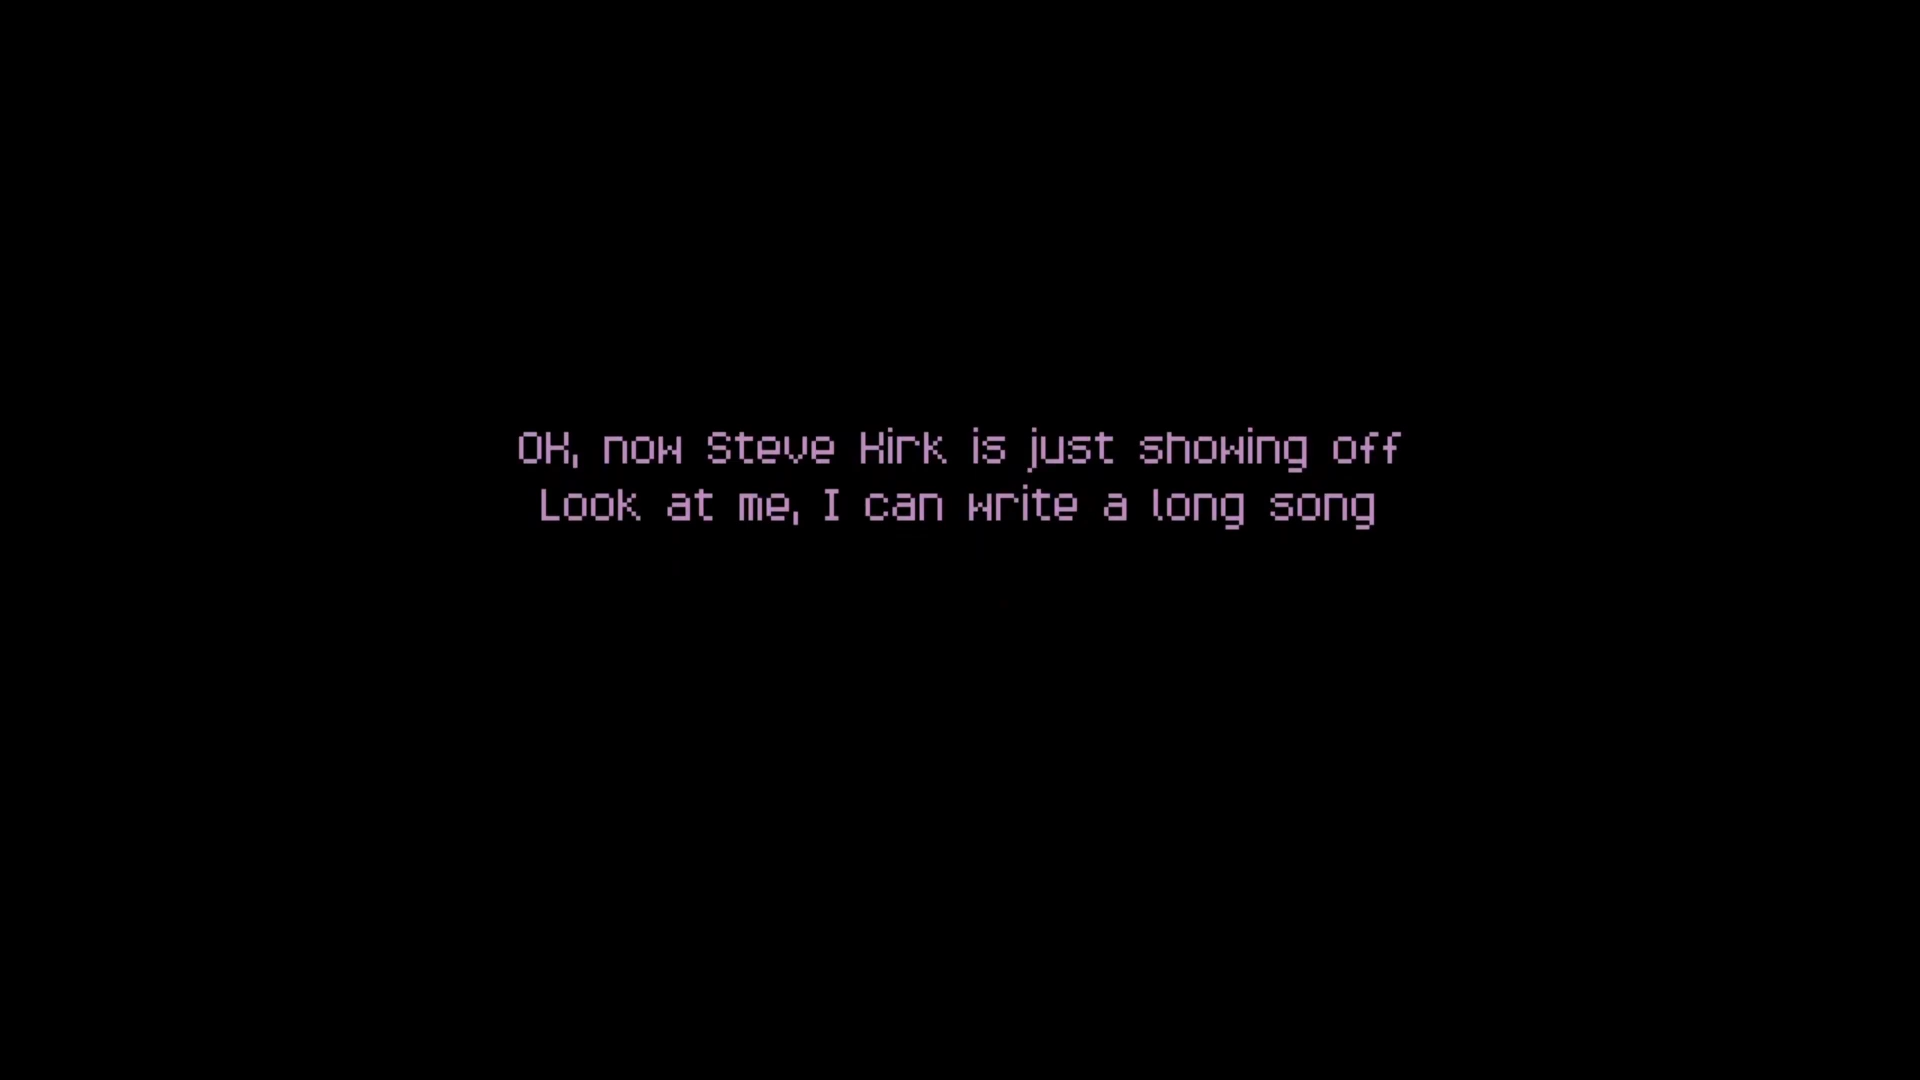 OK, now Steve Kirk is just showing off
Look at me, I can write a long song